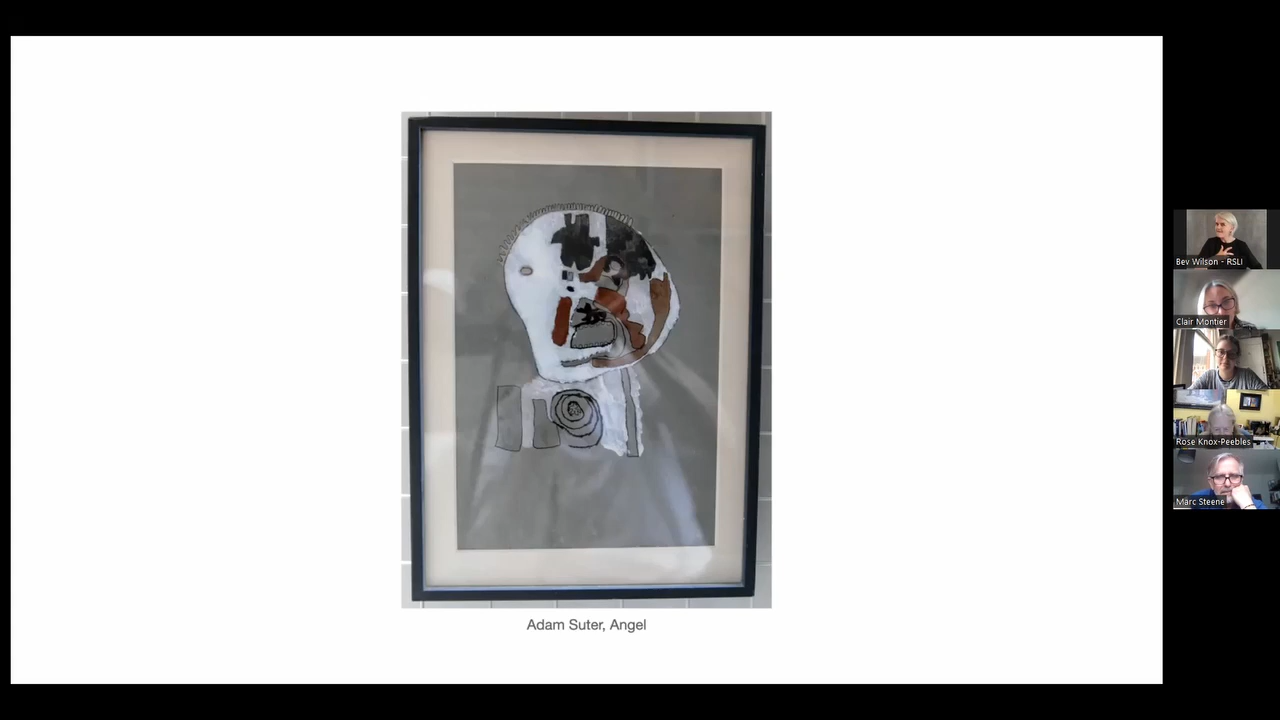 Adam Suter, Angel
Bev Wilson - RSLI
Clair Montier
Rose Knox-Peebles
Marc Steene